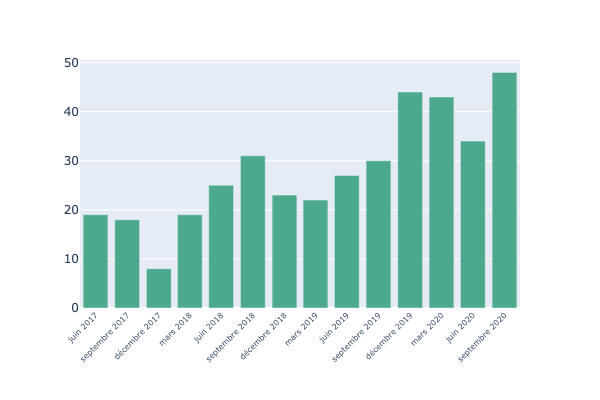 50
40
30
20
10
0
juin 2017
septembre 2017
décembre 2017
mars 2018
juin 2018
septembre 2018
décembre 2018
mars 2019
juin 2019
septembre 2019
décembre 2019
mars 2020
juin 2020
septembre 2020